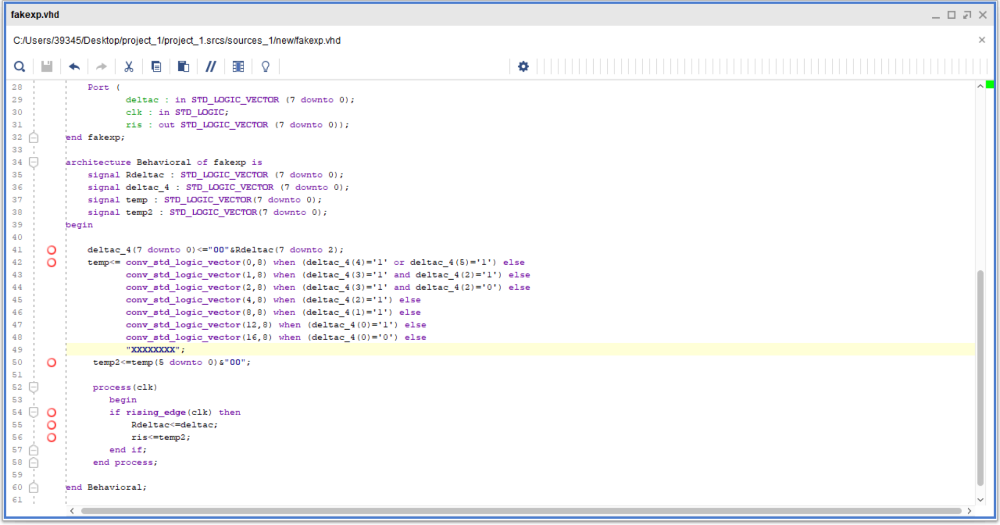 fakexp.vhd
C:/Users/39345/Desktop/project_1/project_1.srcs/sources_1/new/fakexp.vhd
28 Port (
29 deltac : in STD_LOGIC_VECTOR (7 downto 0);
30 clk : in STD_LOGIC;
31 ris : out STD_LOGIC_VECTOR (7 downto 0));
32 end fakexp;
33
34 architecture Behavioral of fakexp is
35 signal Rdeltac : STD_LOGIC_VECTOR (7 downto 0);
36 signal deltac_4 : STD_LOGIC_VECTOR (7 downto 0);
37 signal temp : STD_LOGIC_VECTOR(7 downto 0);
38 signal temp2 : STD_LOGIC_VECTOR(7 downto 0);
39 begin
40
41 deltac_4(7 downto 0)<="00"&Rdeltac(7 downto 2);
42 temp<= conv_std_logic_vector(0,8) when (deltac_4(4)='1' or deltac_4(5)='1') else
43 conv_std_logic_vector(1,8) when (deltac_4(3)='1' and deltac_4(2)='1') else
44 conv_std_logic_vector(2,8) when (deltac_4(3)='1' and deltac_4(2)='0') else
45 conv_std_logic_vector(4,8) when (deltac_4(2)='1') else
46 conv_std_logic_vector(8,8) when (deltac_4(1)='1') else
47 conv_std_logic_vector(12,8) when (deltac_4(0)='1') else
48 conv_std_logic_vector(16,8) when (deltac_4(0)='0') else
49 "XXXXXXXX";
50 temp2<=temp(5 downto 0)&"00";
51
52 process(clk)
53 begin
54 if rising_edge(clk) then
55 Rdeltac<=deltac;
56 ris<=temp2;
57 end if;
58 end process;
59
60 end Behavioral;
61